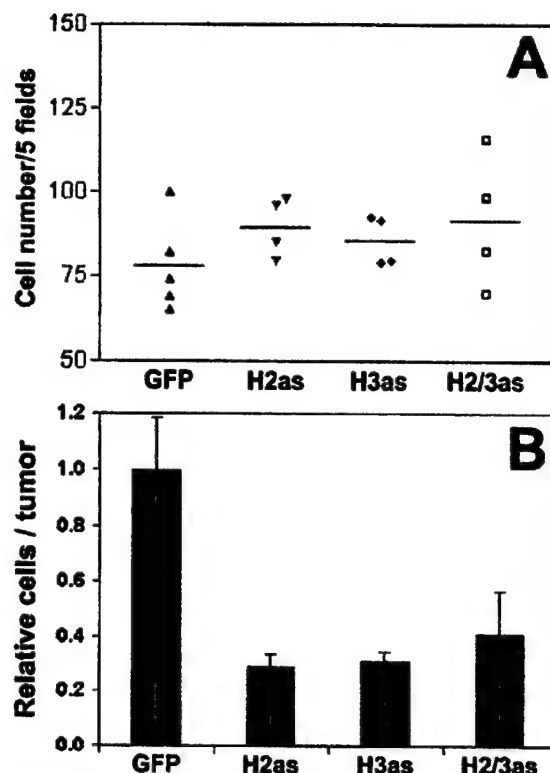 A
Cell number/5 fields
150
125
100
75
50
GFP H2as H3as H2/3as
B
Relative cells / tumor
1.2
1.0
0.8
0.6
0.4
0.2
0.0
GFP H2as H3as H2/3as